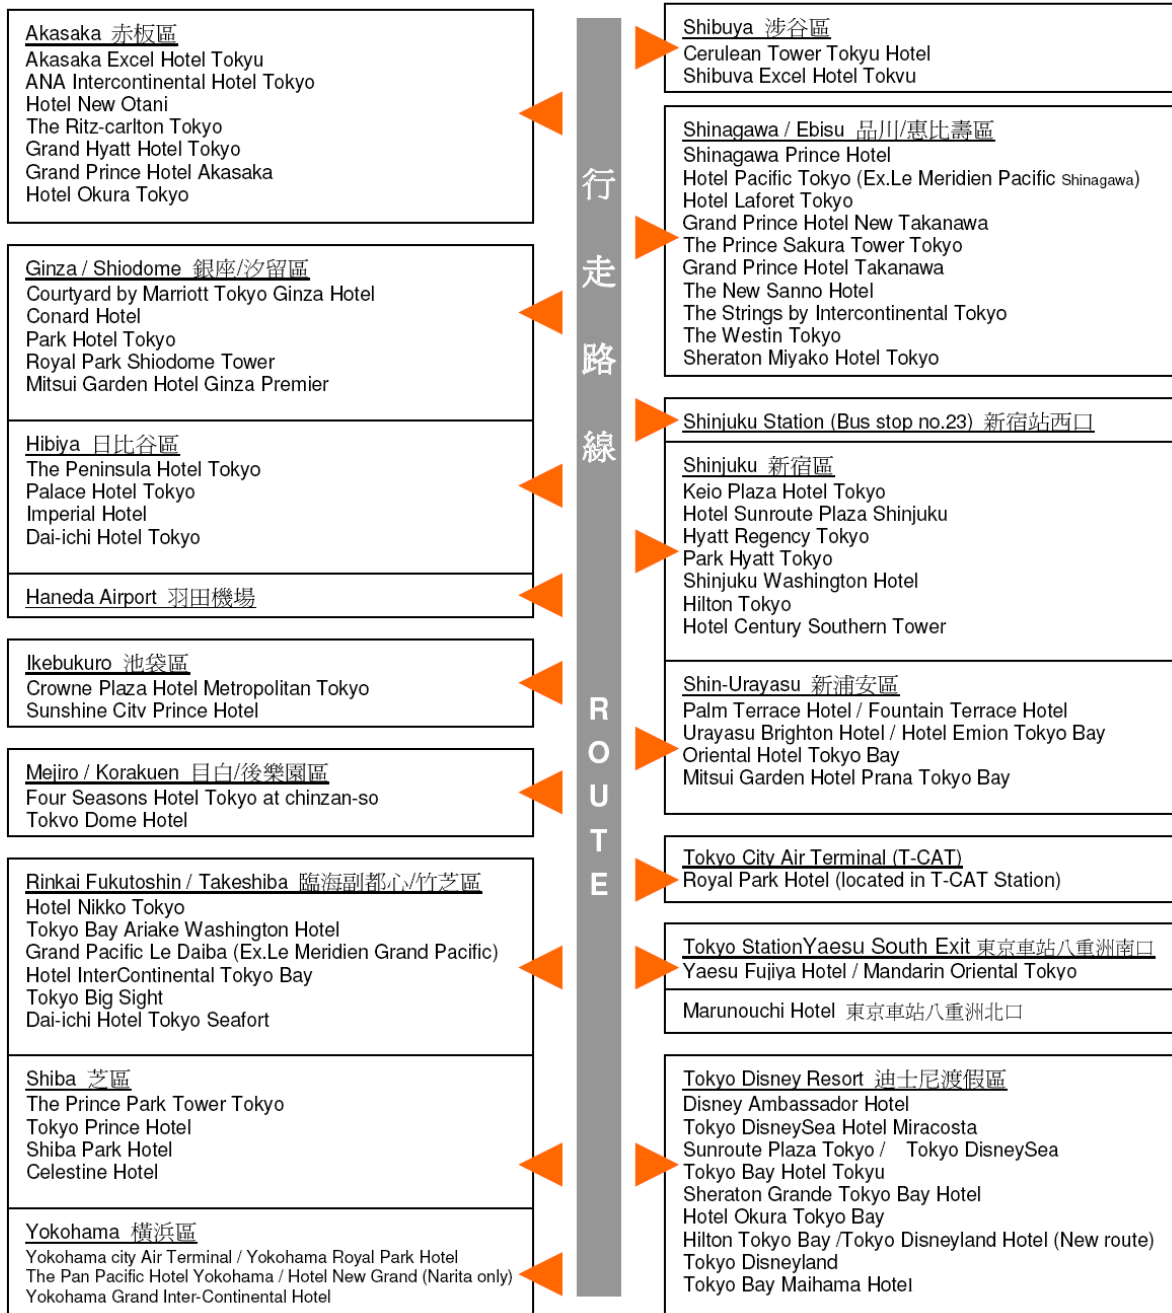 Akasaka 赤板區
Akasaka Excel Hotel Tokyu
ANA Intercontinental Hotel Tokyo
Hotel New Otani
The Ritz-carlton Tokyo
Grand Hyatt Hotel Tokyo
Grand Prince Hotel Akasaka
Hotel Okura Tokyo
Ginza / Shiodome 銀座/汐留區
Courtyard by Marriott Tokyo Ginza Hotel
Conard Hotel
Park Hotel Tokyo
Royal Park Shiodome Tower
Mitsui Garden Hotel Ginza Premier
Hibiya 日比谷區
The Peninsula Hotel Tokyo
Palace Hotel Tokyo
Imperial Hotel
Dai-ichi Hotel Tokyo
Haneda Airport 羽田機場
Ikebukuro 池袋區
Crowne Plaza Hotel Metropolitan Tokyo
Sunshine City Prince Hotel
Mejiro / Korakuen 目白/後樂園區
Four Seasons Hotel Tokyo at chinzan-so
Tokyo Dome Hotel
Rinkai Fukutoshin / Takeshiba 臨海副都心/竹芝區
Hotel Nikko Tokyo
Tokyo Bay Ariake Washington Hotel
Grand Pacific Le Daiba (Ex.Le Meridien Grand Pacific)
Hotel InterContinental Tokyo Bay
Tokyo Big Sight
Dai-ichi Hotel Tokyo Seafort
Shiba 芝區
The Prince Park Tower Tokyo
Tokyo Prince Hotel
Shiba Park Hotel
Celestine Hotel
Yokohama 橫浜區
Yokohama city Air Terminal / Yokohama Royal Park Hotel
The Pan Pacific Hotel Yokohama / Hotel New Grand (Narita only)
Yokohama Grand Inter-Continental Hotel
行走路線 ROUTE
Shibuya 涉谷區
Cerulean Tower Tokyu Hotel
Shibuya Excel Hotel Tokyu
Shinagawa / Ebisu 品川/惠比壽區
Shinagawa Prince Hotel
Hotel Pacific Tokyo (Ex.Le Meridien Pacific Shinagawa)
Hotel Laforet Tokyo
Grand Prince Hotel New Takanawa
The Prince Sakura Tower Tokyo
Grand Prince Hotel Takanawa
The New Sanno Hotel
The Strings by Intercontinental Tokyo
The Westin Tokyo
Sheraton Miyako Hotel Tokyo
Shinjuku Station (Bus stop no.23) 新宿站西口
Shinjuku 新宿區
Keio Plaza Hotel Tokyo
Hotel Sunroute Plaza Shinjuku
Hyatt Regency Tokyo
Park Hyatt Tokyo
Shinjuku Washington Hotel
Hilton Tokyo
Hotel Century Southern Tower
Shin-Urayasu 新浦安區
Palm Terrace Hotel / Fountain Terrace Hotel
Urayasu Brighton Hotel / Hotel Emion Tokyo Bay
Oriental Hotel Tokyo Bay
Mitsui Garden Hotel Prana Tokyo Bay
Tokyo City Air Terminal (T-CAT)
Royal Park Hotel (located in T-CAT Station)
Tokyo StationYaesu South Exit 東京車站八重洲南口
Yaesu Fujiya Hotel / Mandarin Oriental Tokyo
Marunouchi Hotel 東京車站八重洲北口
Tokyo Disney Resort 迪士尼渡假區
Disney Ambassador Hotel
Tokyo DisneySea Hotel Miracosta
Sunroute Plaza Tokyo / Tokyo DisneySea
Tokyo Bay Hotel Tokyu
Sheraton Grande Tokyo Bay Hotel
Hotel Okura Tokyo Bay
Hilton Tokyo Bay /Tokyo Disneyland Hotel (New route)
Tokyo Disneyland
Tokyo Bay Maihama Hotel